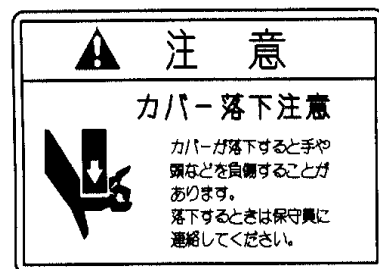 注 意
カバー落下注意
カバーが落下すると手や
頭などを負傷することが
あります。
落下するときは保守員に
連絡してください。